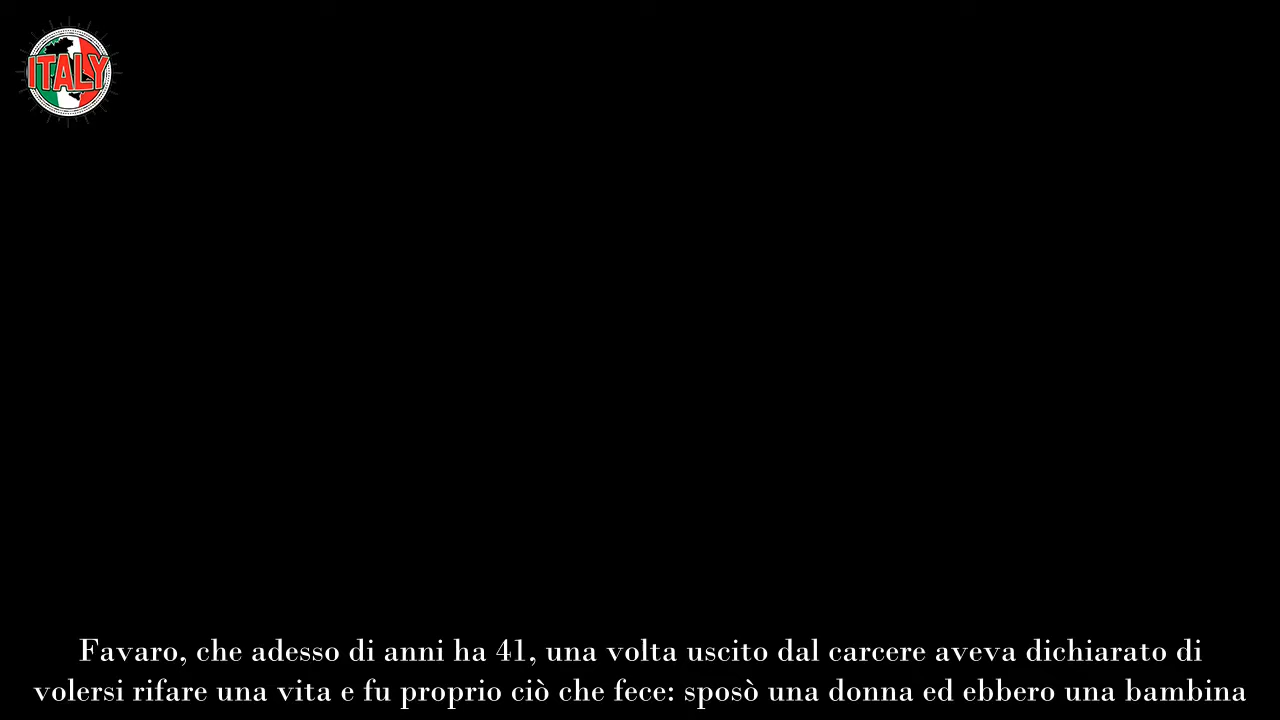 ITALY
Favaro, che adesso di anni ha 41, una volta uscito dal carcere aveva dichiarato di
volersi rifare una vita e fu proprio ciò che fece: sposò una donna ed ebbero una bambina